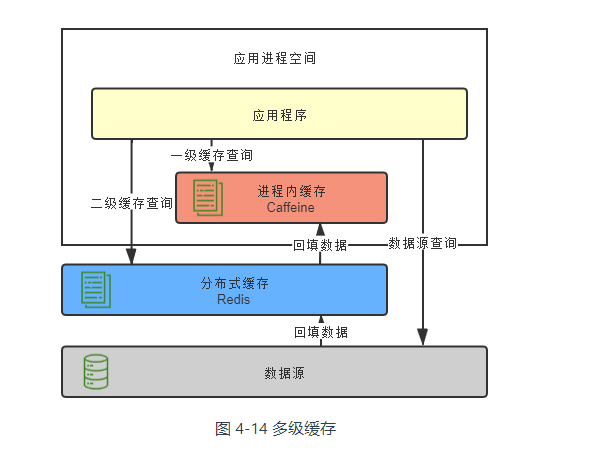 应用进程空间
应用程序
一级缓存查询
进程内缓存
Caffeine
二级缓存查询
回填数据
数据源查询
分布式缓存
Redis
回填数据
数据源
图 4-14 多级缓存